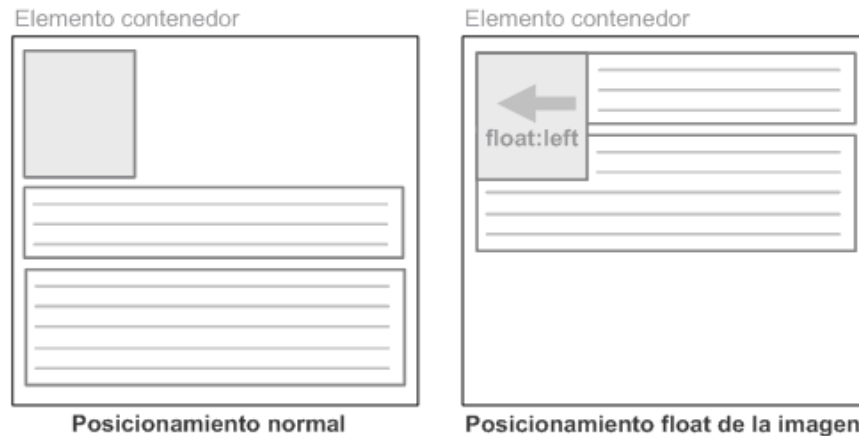 Elemento contenedor
Elemento contenedor
float:left
Posicionamiento normal
Posicionamiento float de la imagen